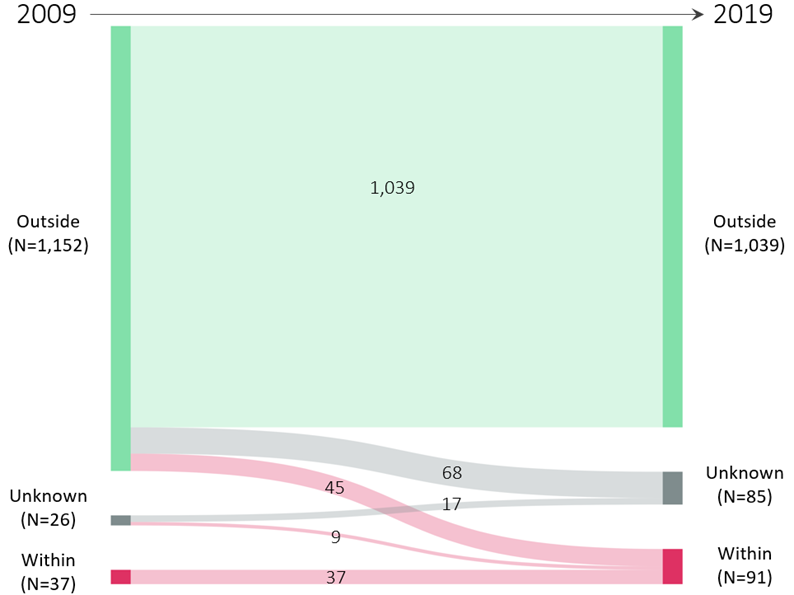 2009
2019
1,039
Outside
(N=1,152)
Outside
(N=1,039)
68
45
17
9
37
Unknown
(N=26)
Within
(N=37)
Unknown
(N=85)
Within
(N=91)